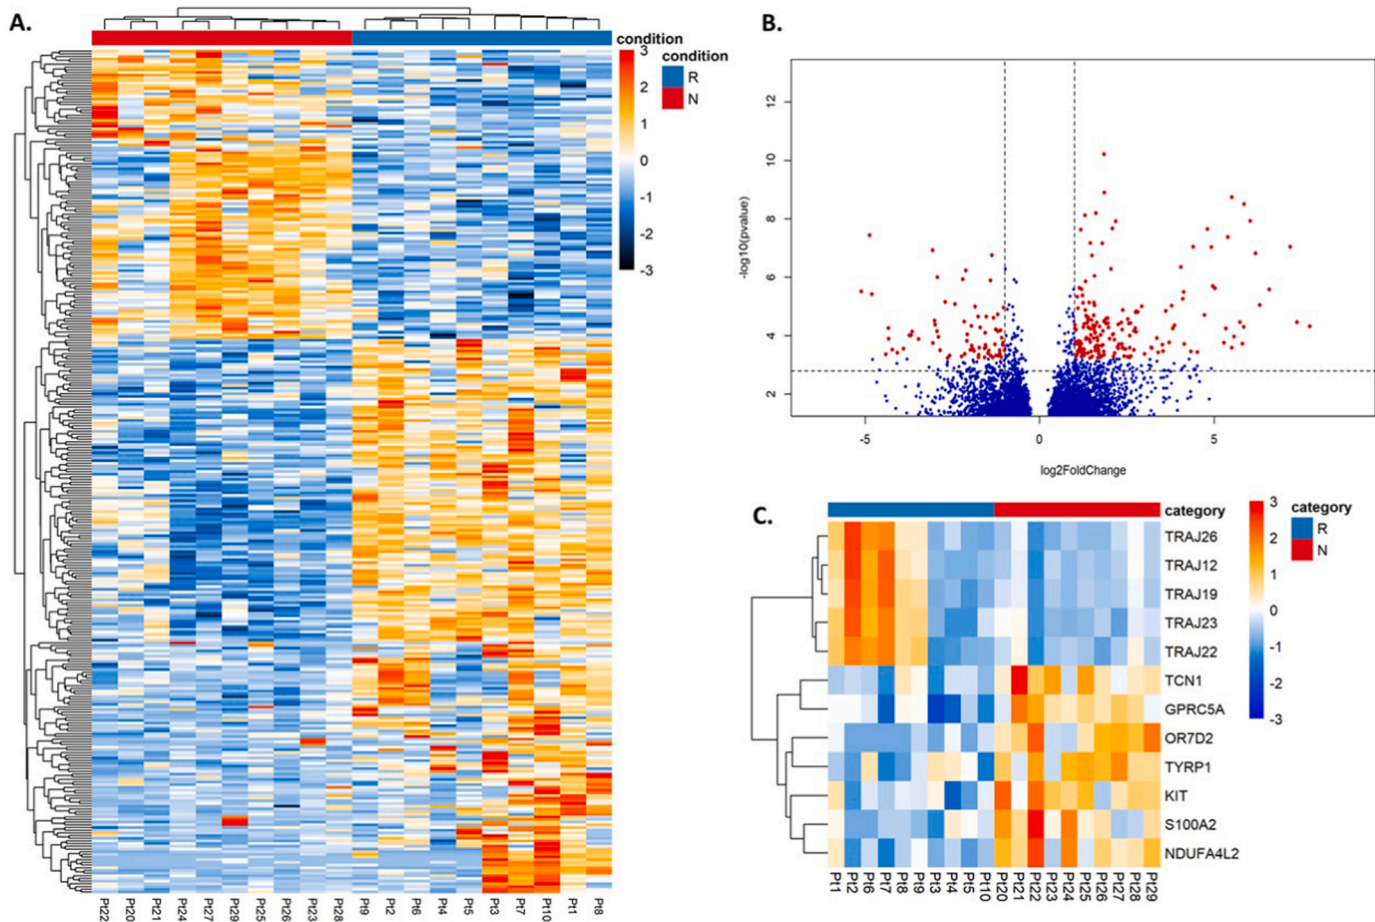 A.
condition
3
2
1
0
-1
-2
-3
condition
R
N
Pt22 Pt20 Pt21 Pt24 Pt27 Pt29 Pt25 Pt26 Pt23 Pt28 Pt9 Pt2 Pt6 Pt4 Pt5 Pt3 Pt7 Pt10 Pt1 Pt8
B.
-log10(pvalue)
12
10
8
6
4
2
-5 0 5
log2FoldChange
C.
category
TRAJ26
TRAJ12
TRAJ19
TRAJ23
TRAJ22
TCN1
GPRC5A
OR7D2
TYRP1
KIT
S100A2
NDUFA4L2
Pt1 Pt2 Pt6 Pt7 Pt8 Pt9 Pt3 Pt4 Pt5 Pt10 Pt20 Pt21 Pt22 Pt23 Pt24 Pt25 Pt26 Pt27 Pt28 Pt29
3
2
1
0
-1
-2
-3
category
R
N